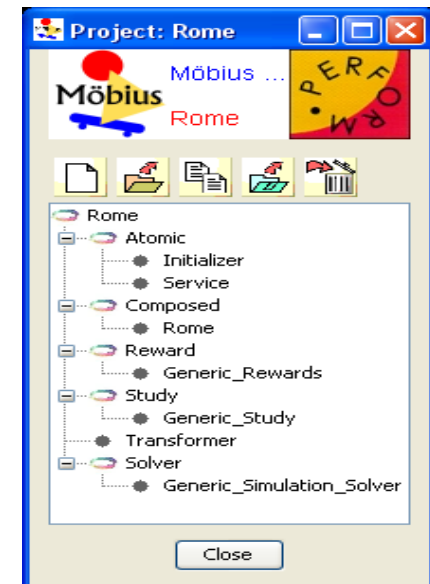 Project: Rome
Möbius
Möbius ...
Rome
PERFORM
Rome
Atomic
Initializer
Service
Composed
Rome
Reward
Generic_Rewards
Study
Generic_Study
Transformer
Solver
Generic_Simulation_Solver
Close